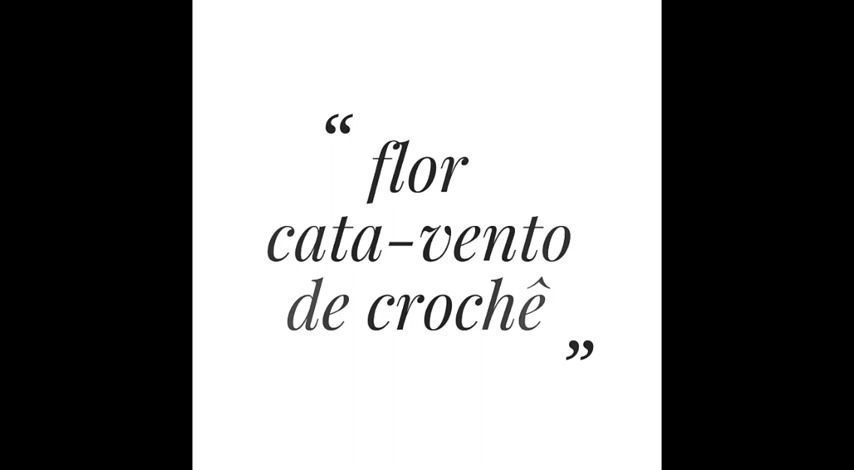 “ flor
cata-vento
de crochê ”